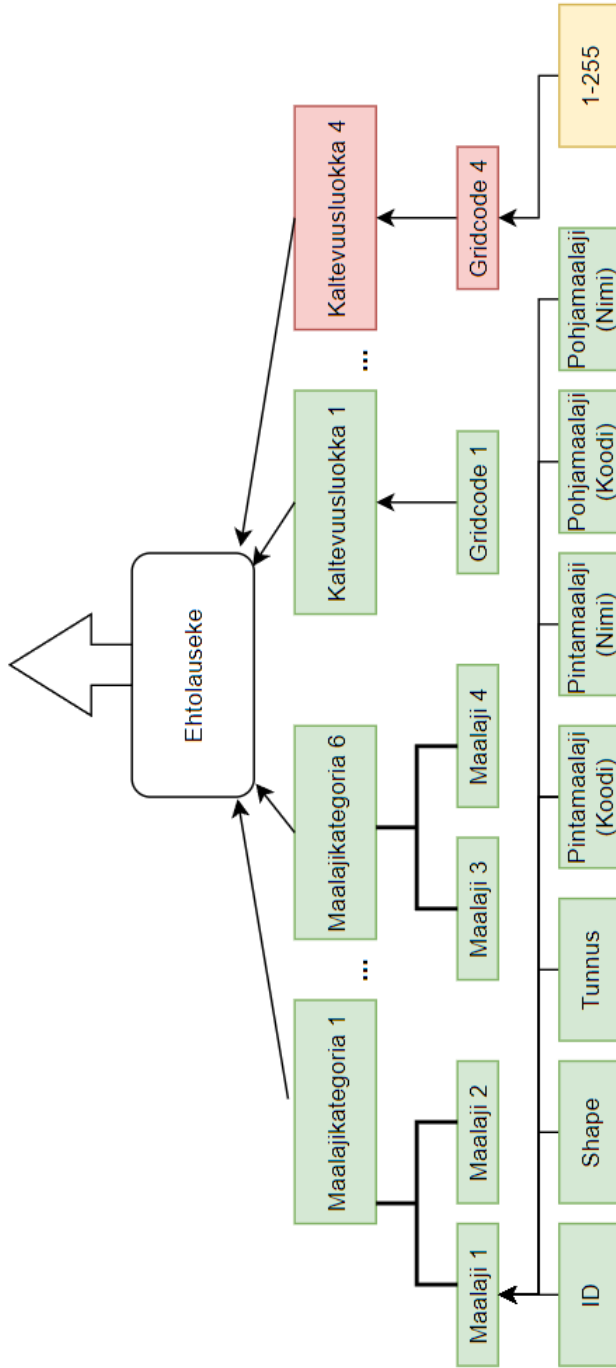 Ehtolauseke
Maalajikategoria 1
...
Maalajikategoria 6
Kaltevuusluokka 1
...
Kaltevuusluokka 4
Maalaji 1
Maalaji 2
Maalaji 3
Maalaji 4
Gridcode 1
Gridcode 4
ID
Shape
Tunnus
Pintamaalaji
(Koodi)
Pintamaalaji
(Nimi)
Pohjamaalaji
(Koodi)
Pohjamaalaji
(Nimi)
1-255